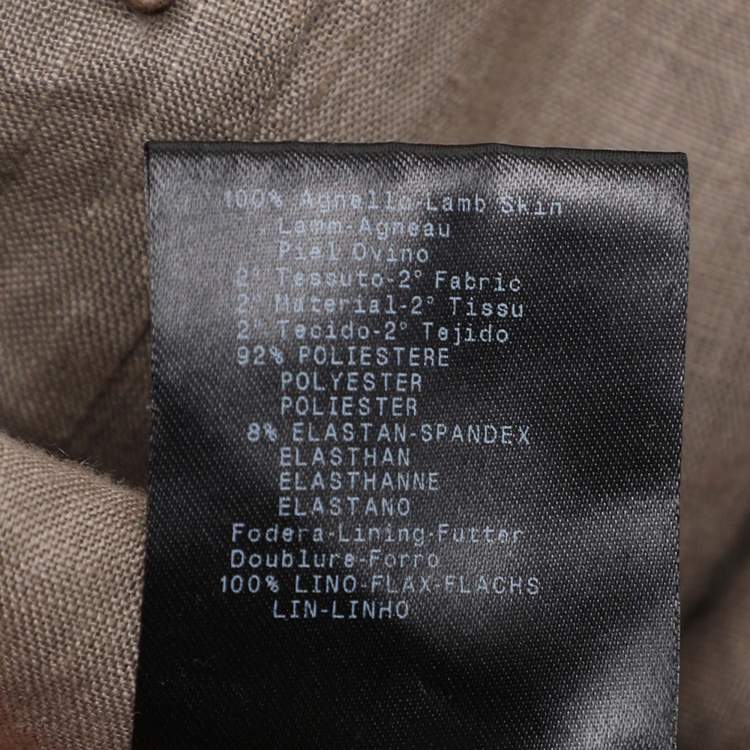 100% Agnello-Lamb Skin
Lamm-Agneau
Piel Ovino
2° Tessuto-2° Fabric
2° Material-2° Tissu
2° Tecido-2° Tejido
92% POLIESTERE
POLYESTER
POLIESTER
8% ELASTAN-SPANDEX
ELASTHAN
ELASTHANNE
ELASTANO
Fodera-Lining-Futter
Doublure-Forro
100% LINO-FLAX-FLACHS
LIN-LINHO